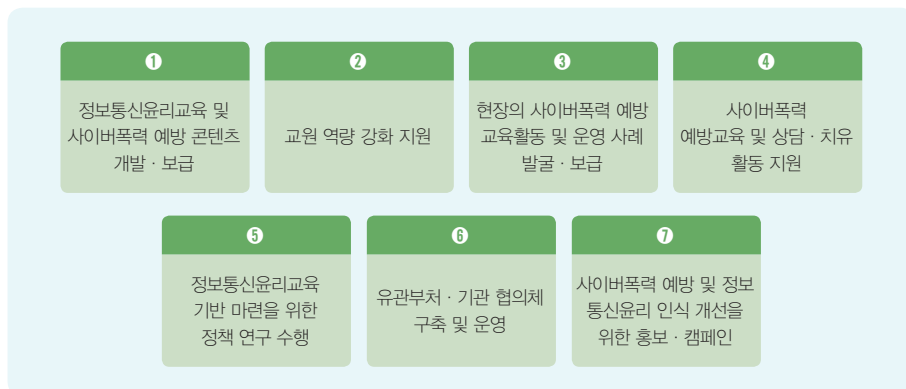 ❶
정보통신윤리교육 및
사이버폭력 예방 콘텐츠
개발 · 보급
❷
교원 역량 강화 지원
❸
현장의 사이버폭력 예방
교육활동 및 운영 사례
발굴 · 보급
❹
사이버폭력
예방교육 및 상담 · 치유
활동 지원
❺
정보통신윤리교육
기반 마련을 위한
정책 연구 수행
❻
유관부처 · 기관 협의체
구축 및 운영
❼
사이버폭력 예방 및 정보
통신윤리 인식 개선을
위한 홍보 · 캠페인